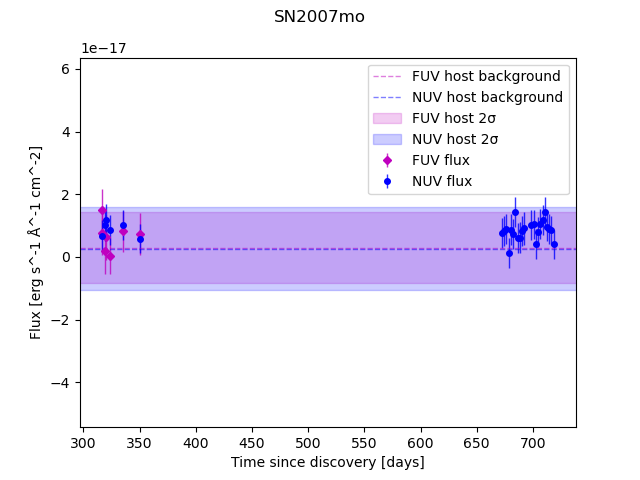 SN2007mo
1e−17
6
4
2
0
−2
−4
Flux [erg s^-1 Å^-1 cm^-2]
300
350
400
450
500
550
600
650
700
Time since discovery [days]
FUV host background
NUV host background
FUV host 2σ
NUV host 2σ
FUV flux
NUV flux